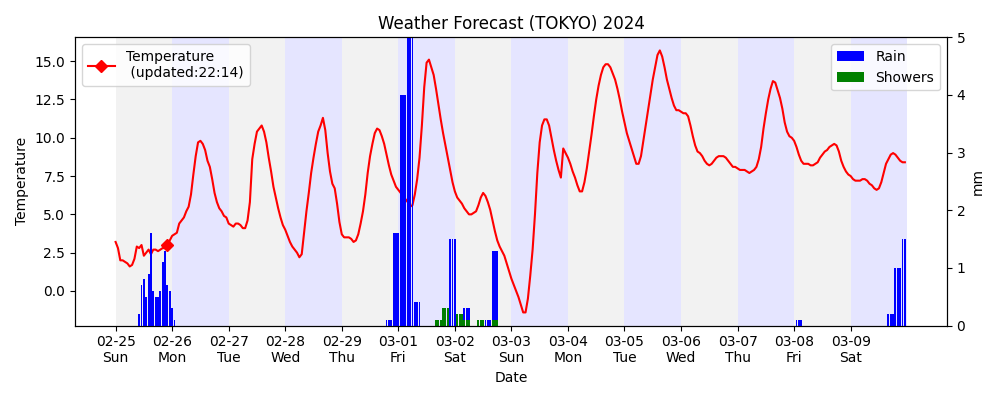 Weather Forecast (TOKYO) 2024
Temperature
(updated:22:14)
Rain
Showers
Temperature
15.0
12.5
10.0
7.5
5.0
2.5
0.0
5
4
3
2
1
0
mm
02-25 02-26 02-27 02-28 02-29 03-01 03-02 03-03 03-04 03-05 03-06 03-07 03-08 03-09
Sun Mon Tue Wed Thu Fri Sat Sun Mon Tue Wed Thu Fri Sat
Date